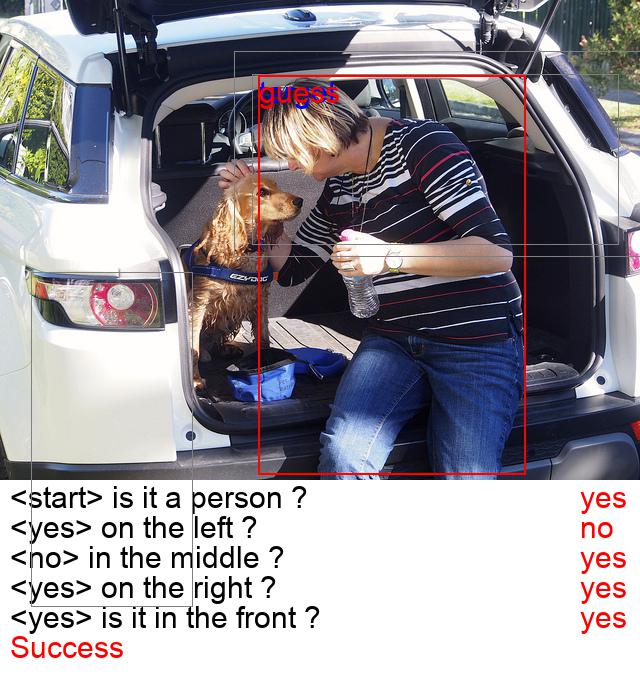 guess
EZYDOG
<start> is it a person ? yes
<yes> on the left ? no
<no> in the middle ? yes
<yes> on the right ? yes
<yes> is it in the front ? yes
Success